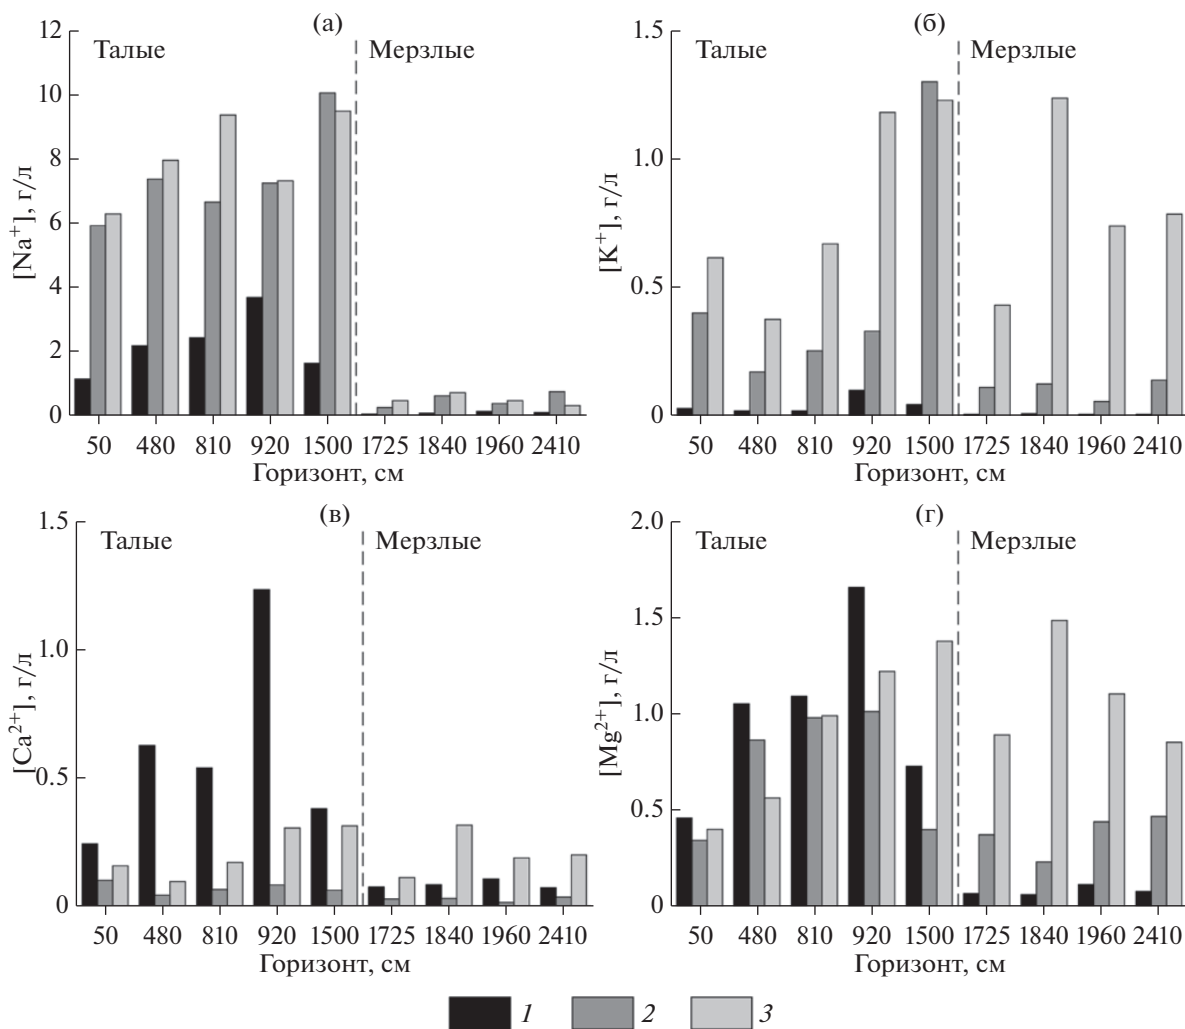 (а)
12
10
8
6
4
2
0
[Na⁺], г/л
Талые
Мерзлые
50 480 810 920 1500 1725 1840 1960 2410
Горизонт, см
(б)
1.5
1.0
0.5
0
[K⁺], г/л
Талые
Мерзлые
50 480 810 920 1500 1725 1840 1960 2410
Горизонт, см
(в)
1.5
1.0
0.5
0
[Ca²⁺], г/л
Талые
Мерзлые
50 480 810 920 1500 1725 1840 1960 2410
Горизонт, см
(г)
2.0
1.5
1.0
0.5
0
[Mg²⁺], г/л
Талые
Мерзлые
50 480 810 920 1500 1725 1840 1960 2410
Горизонт, см
1 2 3